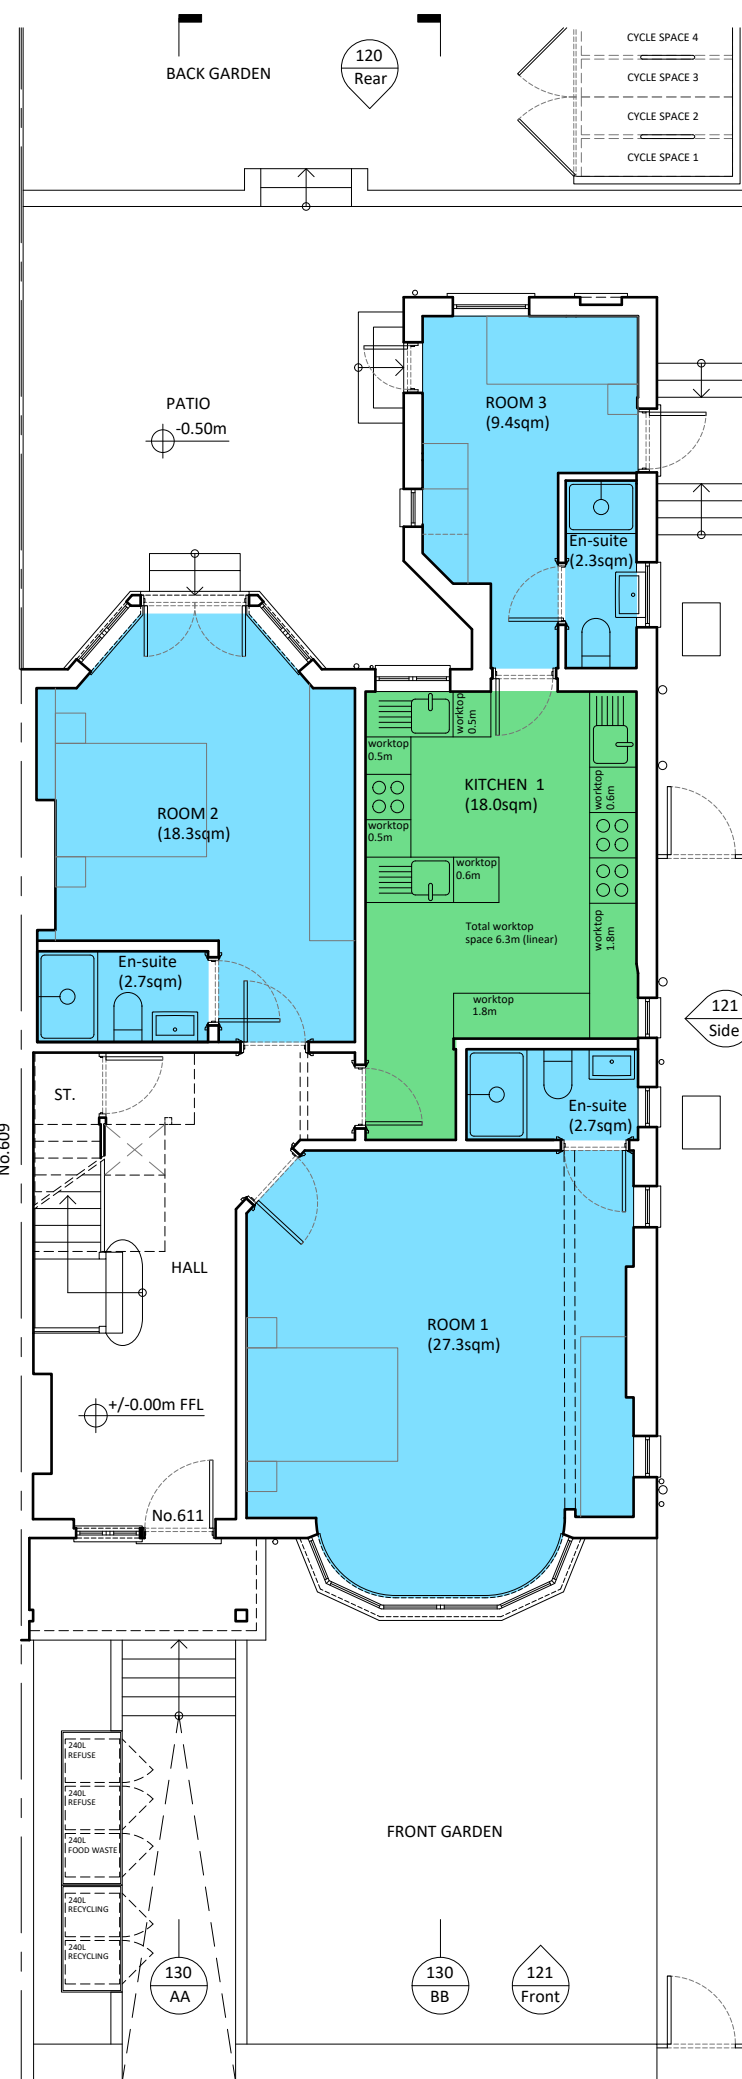 CYCLE SPACE 4
120
Rear
BACK GARDEN
CYCLE SPACE 3
CYCLE SPACE 2
CYCLE SPACE 1
PATIO
-0.50m
ROOM 3
(9.4sqm)
En-suite
(2.3sqm)
worktop
0.5m
worktop
0.5m
KITCHEN 1
(18.0sqm)
worktop
0.6m
ROOM 2
(18.3sqm)
worktop
0.5m
worktop
0.6m
Total worktop
space 6.3m (linear)
worktop
1.8m
En-suite
(2.7sqm)
worktop
1.8m
121
Side
ST.
En-suite
(2.7sqm)
No.609
HALL
ROOM 1
(27.3sqm)
+/-0.00m FFL
No.611
240L
REFUSE
240L
REFUSE
240L
FOOD WASTE
FRONT GARDEN
240L
RECYCLING
240L
RECYCLING
130
AA
130
BB
121
Front